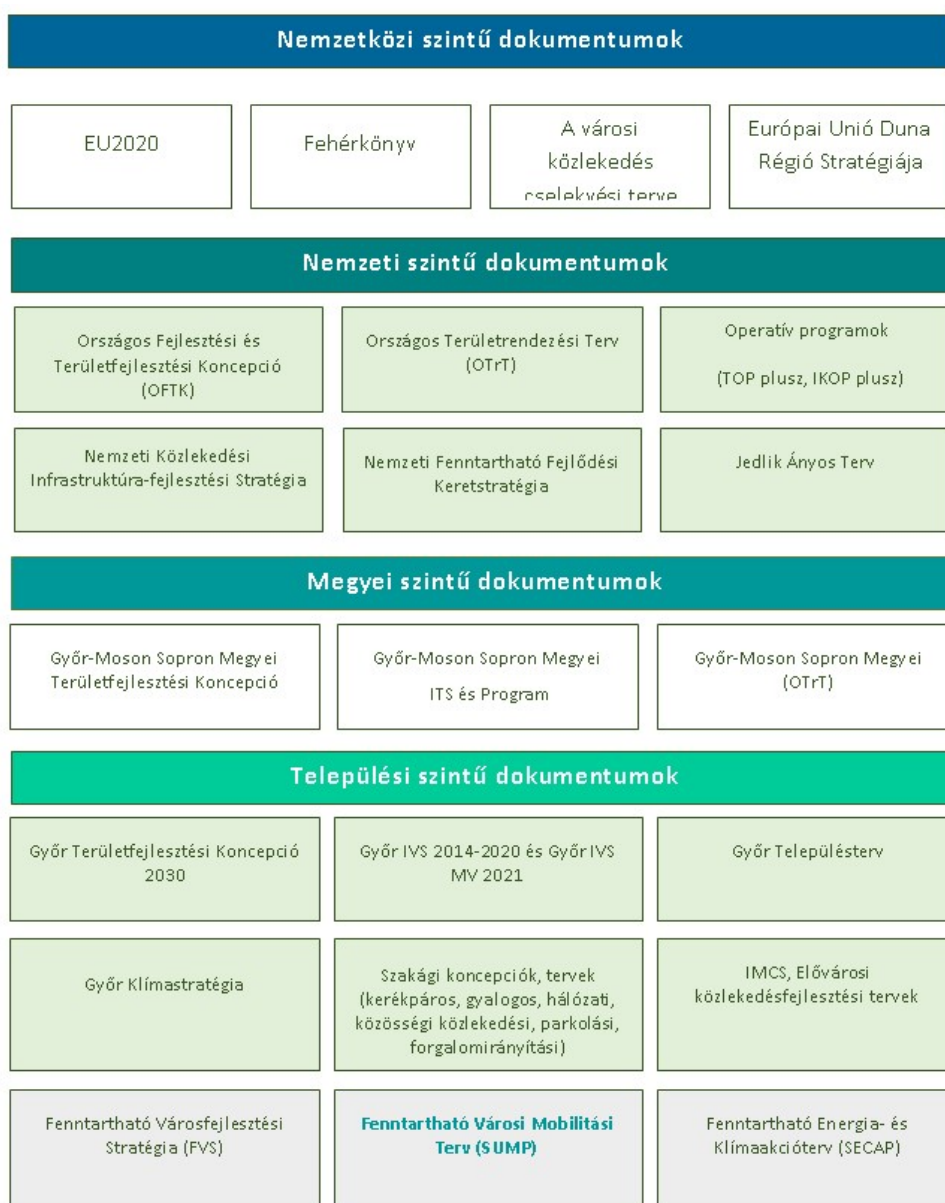 Nemzetközi szintű dokumentumok
EU2020
Fehérkönyv
A városi
közlekedés
cselekvési terve
Európai Unió Duna
Régió Stratégiája
Nemzeti szintű dokumentumok
Országos Fejlesztési és
Területfejlesztési Koncepció
(OFTK)
Országos Területrendezési Terv
(OTrT)
Operatív programok
(TOP plusz, IKOP plusz)
Nemzeti Közlekedési
Infrastruktúra-fejlesztési Stratégia
Nemzeti Fenntartható Fejlődési
Keretstratégia
Jedlik Ányos Terv
Megyei szintű dokumentumok
Győr-Moson Sopron Megyei
Területfejlesztési Koncepció
Győr-Moson Sopron Megyei
ITS és Program
Győr-Moson Sopron Megyei
(OTrT)
Települési szintű dokumentumok
Győr Területfejlesztési Koncepció
2030
Győr IVS 2014-2020 és Győr IVS
MV 2021
Győr Településterv
Győr Klímastratégia
Szakági koncepciók, tervek
(kerékpáros, gyalogos, hálózati,
közösségi közlekedési, parkolási,
forgalomirányítási)
IMCS, Elővárosi
közlekedésfejlesztési tervek
Fenntartható Városfejlesztési
Stratégia (FVS)
Fenntartható Városi Mobilitási
Terv (SUMP)
Fenntartható Energia- és
Klímaakcióterv (SECAP)